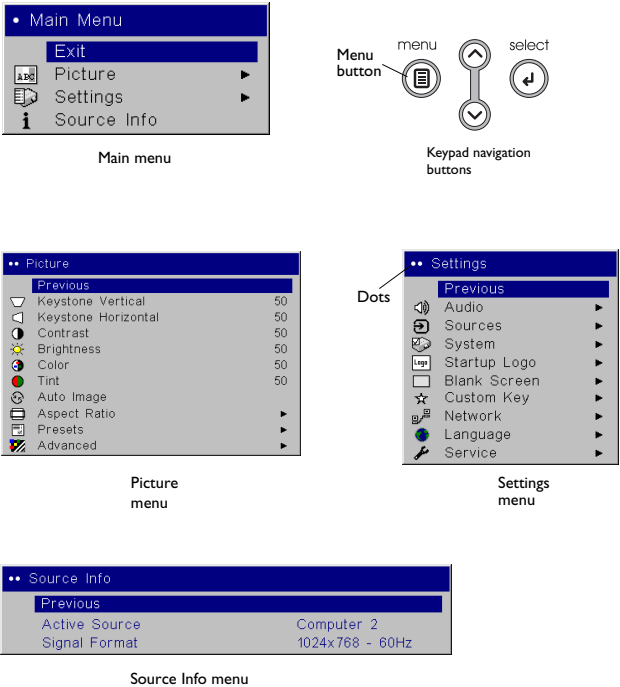 •  Main Menu
Exit
ABC Picture
Settings
i Source Info
Main menu
Menu
button
menu
select
Keypad navigation
buttons
•• Picture
Previous
Keystone Vertical 50
Keystone Horizontal 50
Contrast 50
Brightness 50
Color 50
Tint 50
Auto Image
Aspect Ratio
Presets
Advanced
Picture
menu
Dots
•• Settings
Previous
Audio
Sources
System
Logo Startup Logo
Blank Screen
Custom Key
Network
Language
Service
Settings
menu
•• Source Info
Previous
Active Source Computer 2
Signal Format 1024x768 - 60Hz
Source Info menu